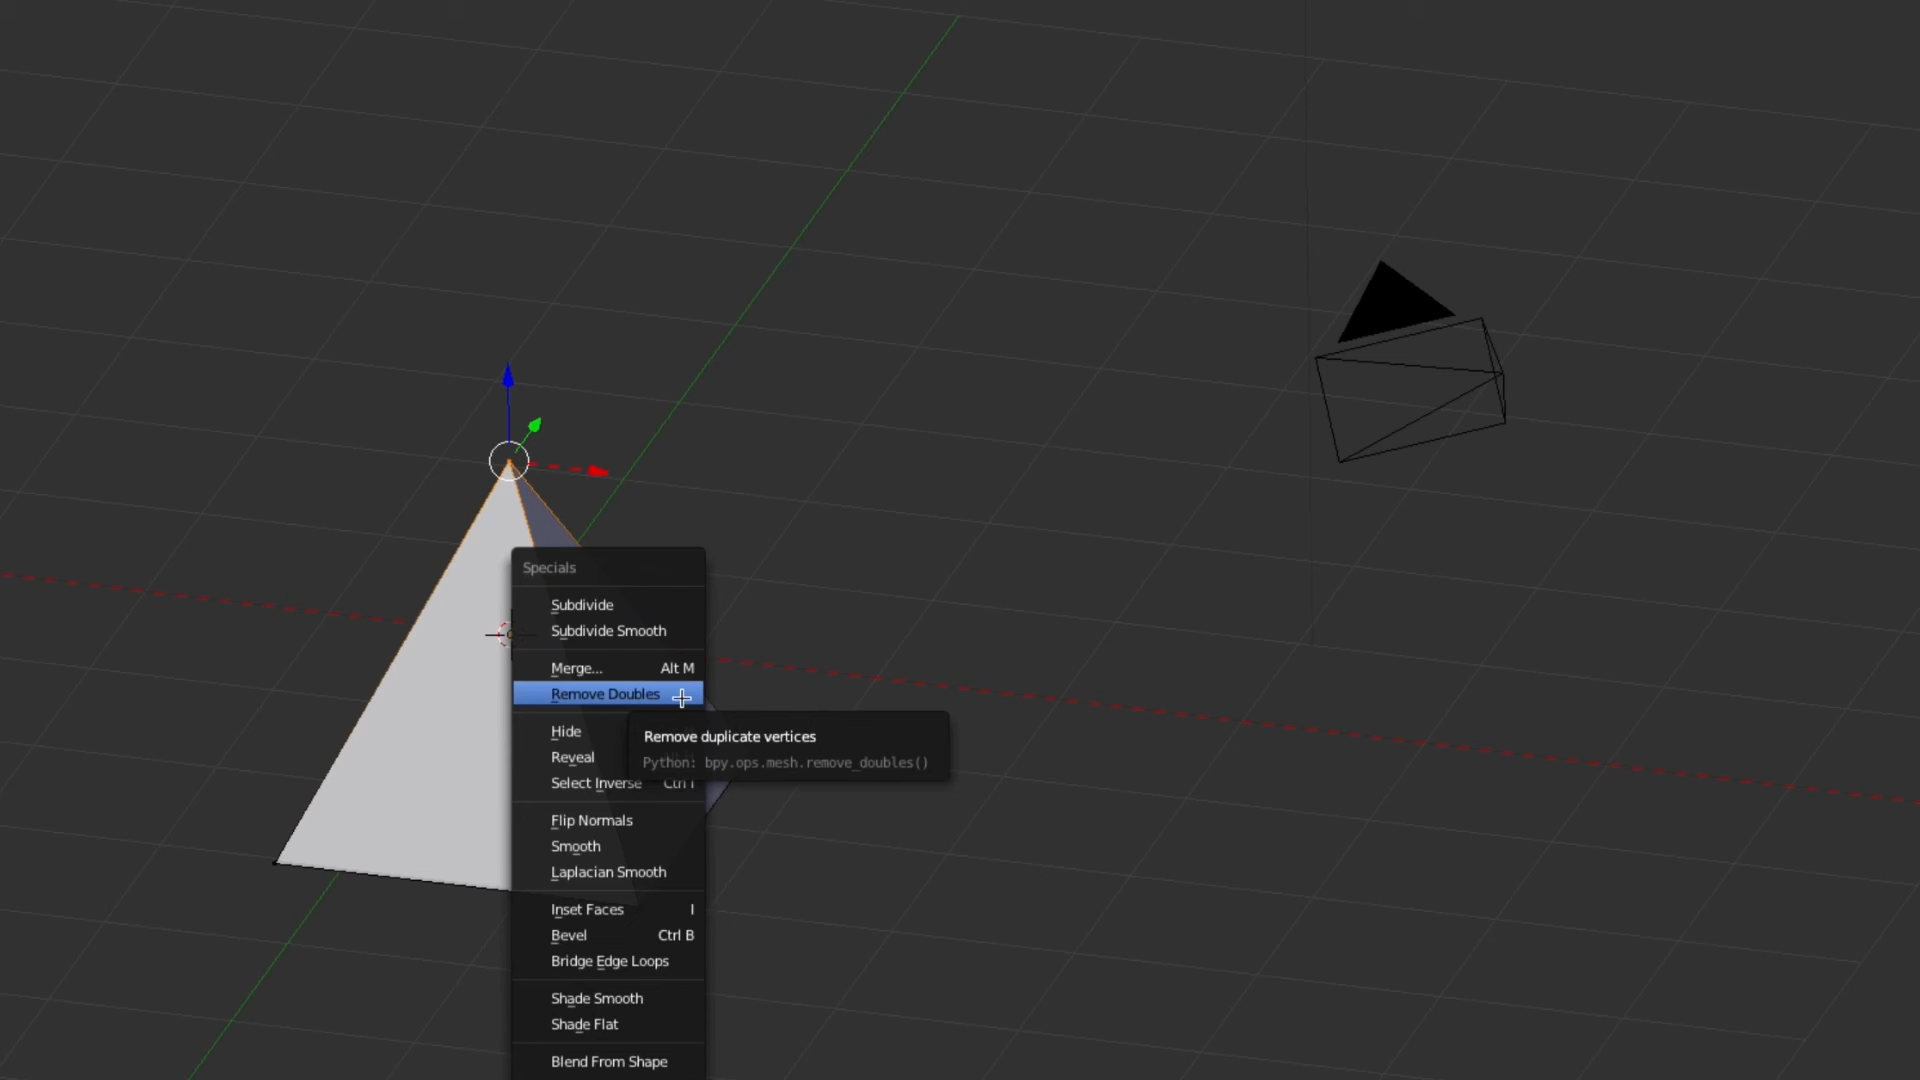 Specials
Subdivide
Subdivide Smooth
Merge... Alt M
Remove Doubles
Hide
Remove duplicate vertices
Reveal
Python: bpy.ops.mesh.remove_doubles()
Select Inverse Ctrl I
Flip Normals
Smooth
Laplacian Smooth
Inset Faces I
Bevel Ctrl B
Bridge Edge Loops
Shade Smooth
Shade Flat
Blend From Shape